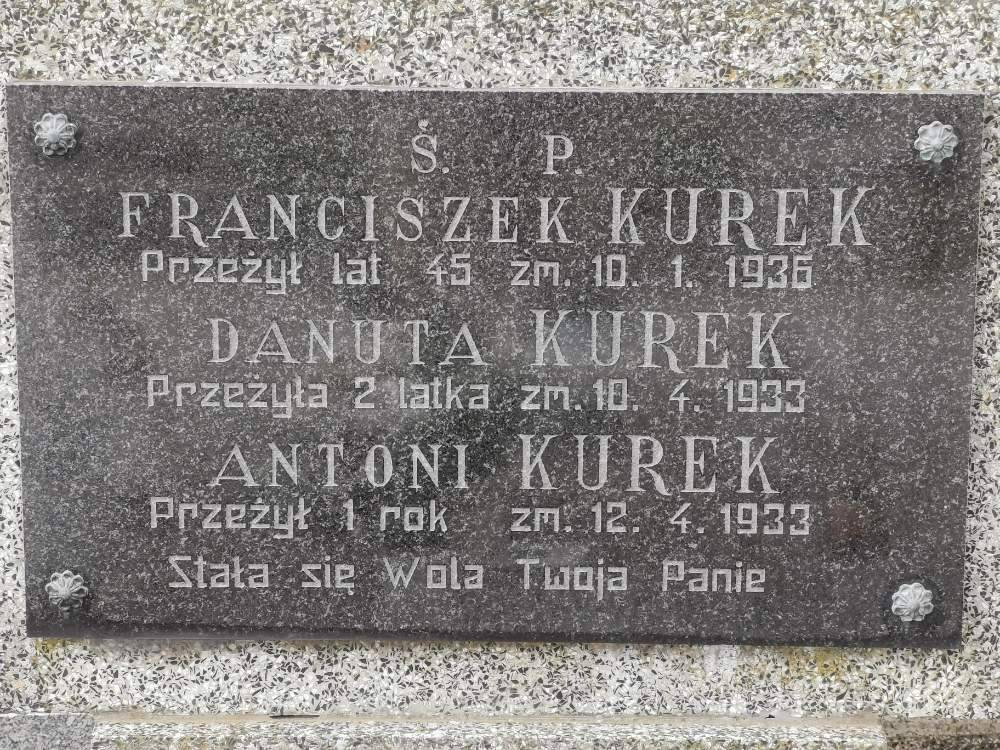 Ś. P.
FRANCISZEK KUREK
Przeżył lat 45 zm. 10. 1. 1936
DANUTA KUREK
Przeżyła 2 latka zm. 10. 4. 1933
ANTONI KUREK
Przeżył 1 rok zm. 12. 4. 1933
Stała się Wola Twoja Panie